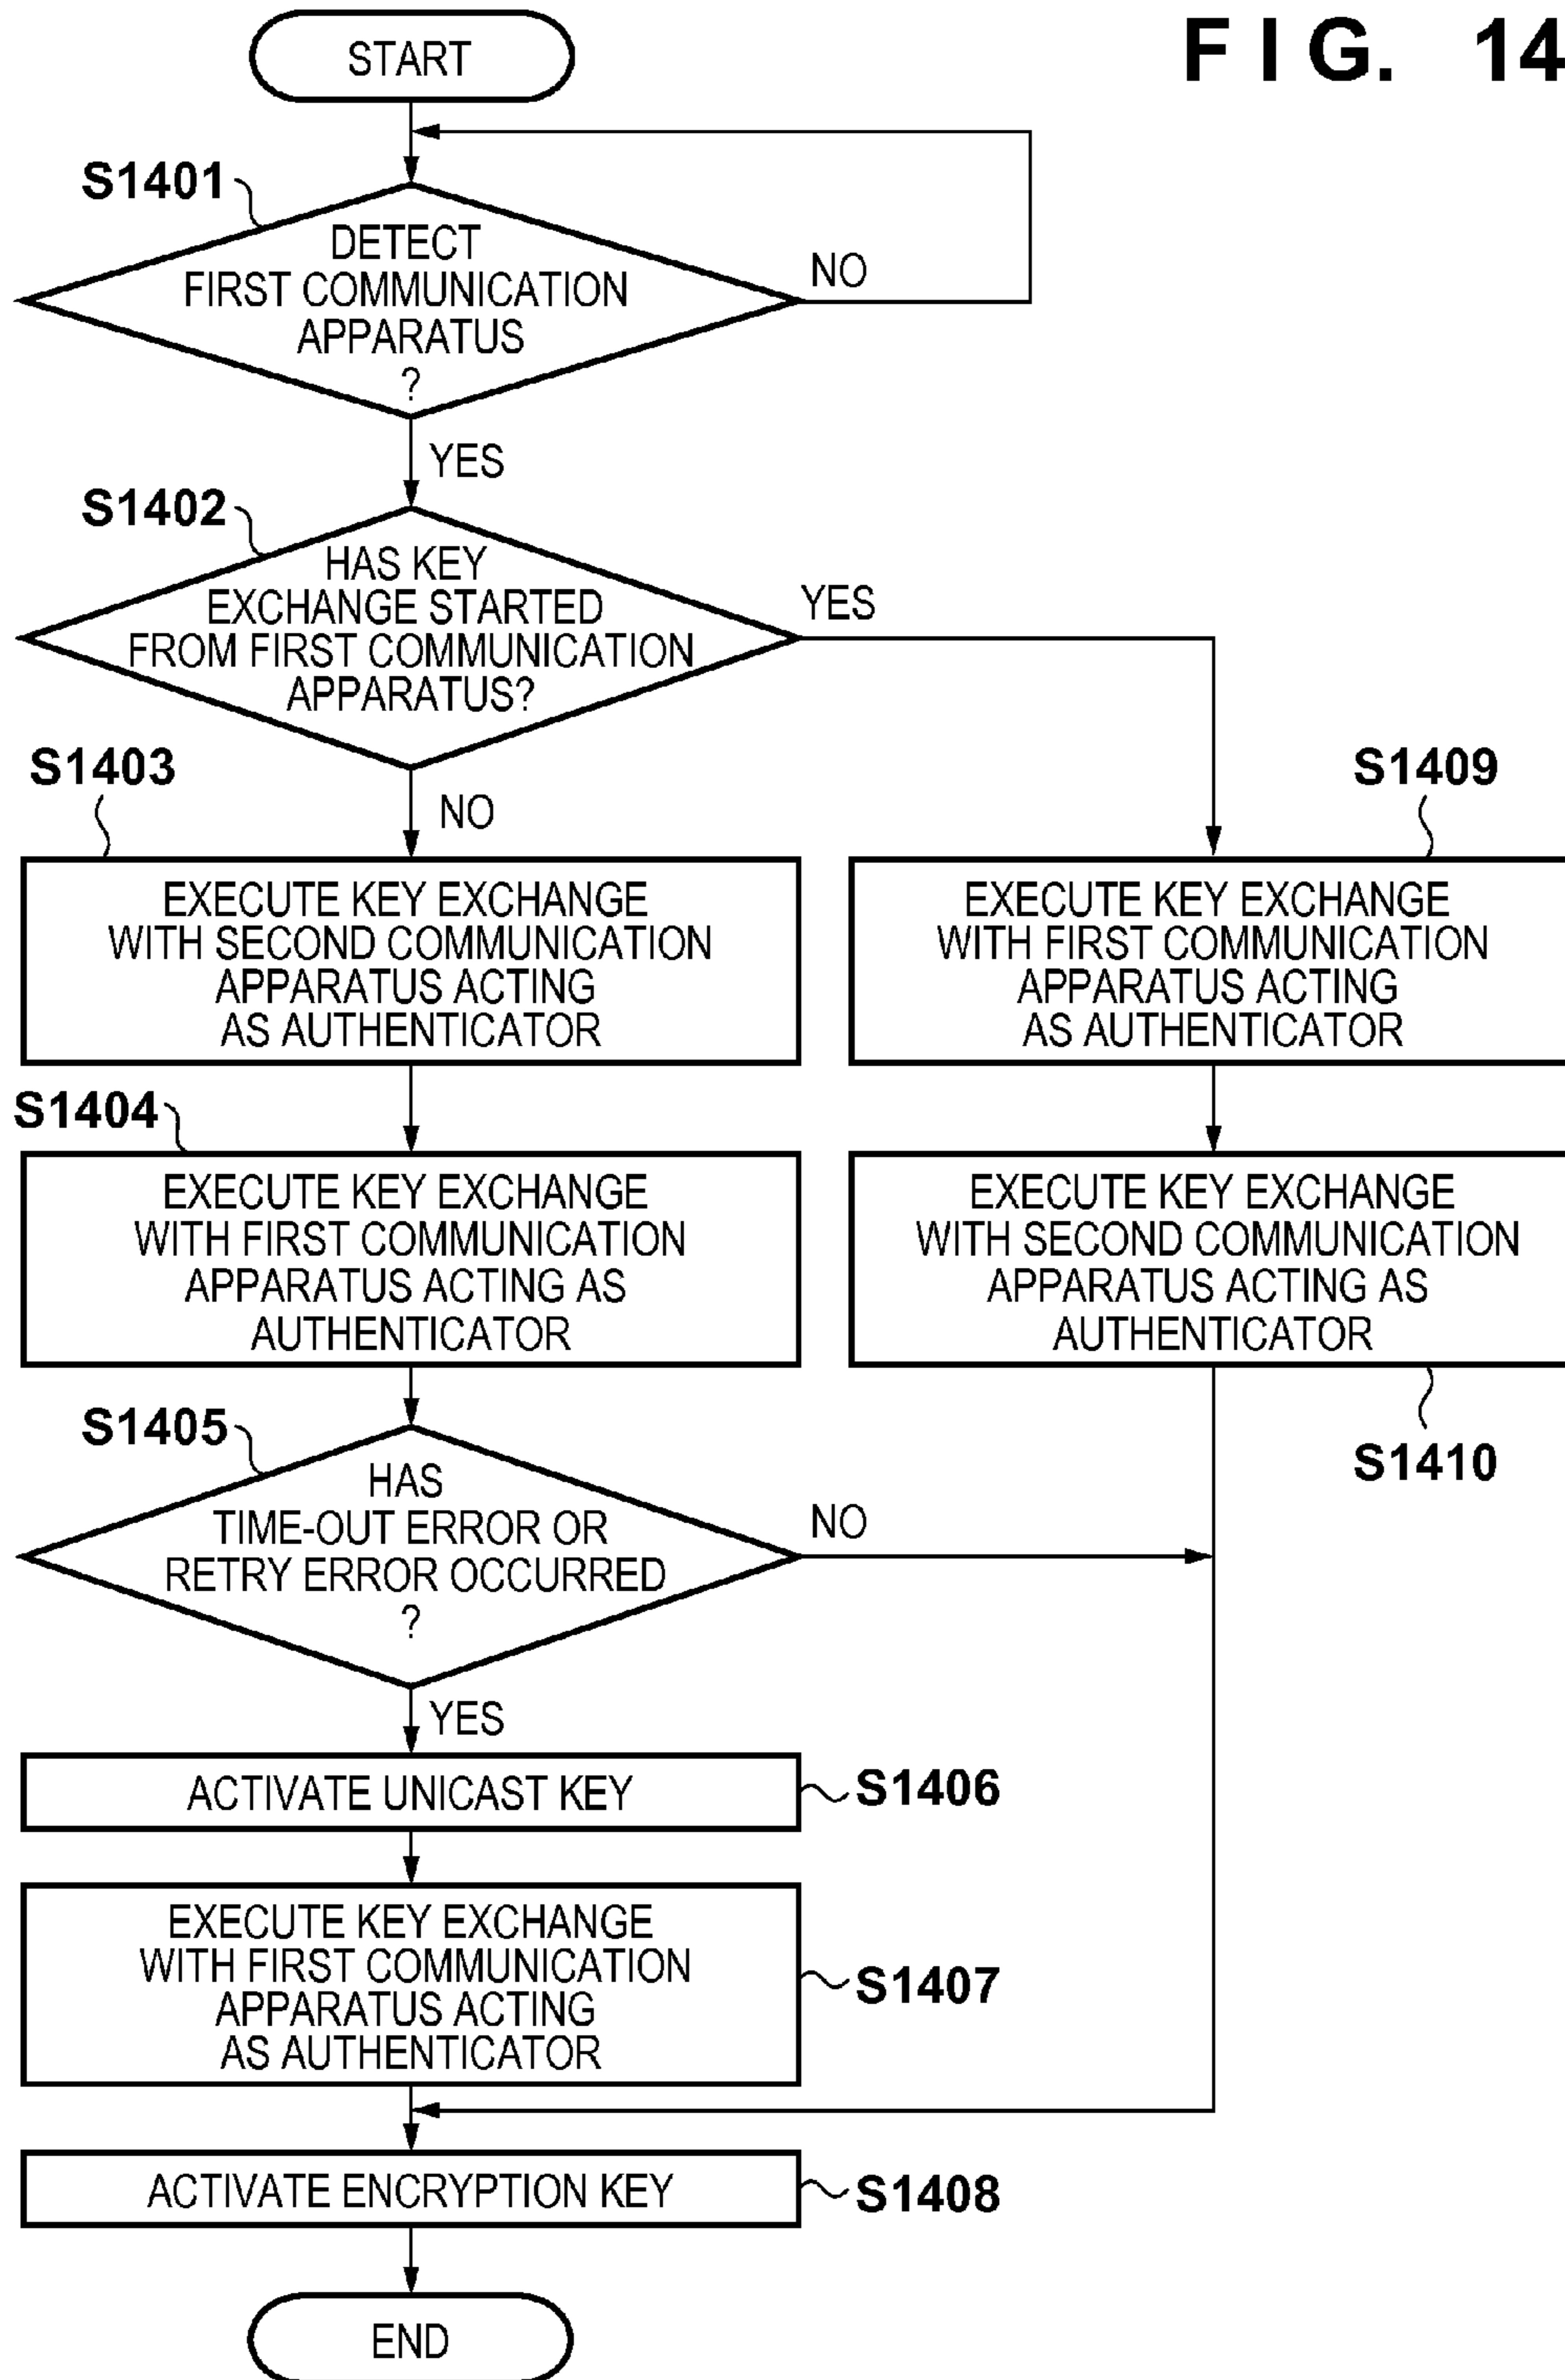 FIG. 14
START
S1401
DETECT
FIRST COMMUNICATION
APPARATUS
?
NO
YES
S1402
HAS KEY
EXCHANGE STARTED
FROM FIRST COMMUNICATION
APPARATUS?
YES
NO
S1403
EXECUTE KEY EXCHANGE
WITH SECOND COMMUNICATION
APPARATUS ACTING
AS AUTHENTICATOR
S1409
EXECUTE KEY EXCHANGE
WITH FIRST COMMUNICATION
APPARATUS ACTING
AS AUTHENTICATOR
S1404
EXECUTE KEY EXCHANGE
WITH FIRST COMMUNICATION
APPARATUS ACTING AS
AUTHENTICATOR
EXECUTE KEY EXCHANGE
WITH SECOND COMMUNICATION
APPARATUS ACTING AS
AUTHENTICATOR
S1410
S1405
HAS
TIME-OUT ERROR OR
RETRY ERROR OCCURRED
?
NO
YES
ACTIVATE UNICAST KEY
S1406
EXECUTE KEY EXCHANGE
WITH FIRST COMMUNICATION
APPARATUS ACTING
AS AUTHENTICATOR
S1407
ACTIVATE ENCRYPTION KEY
S1408
END